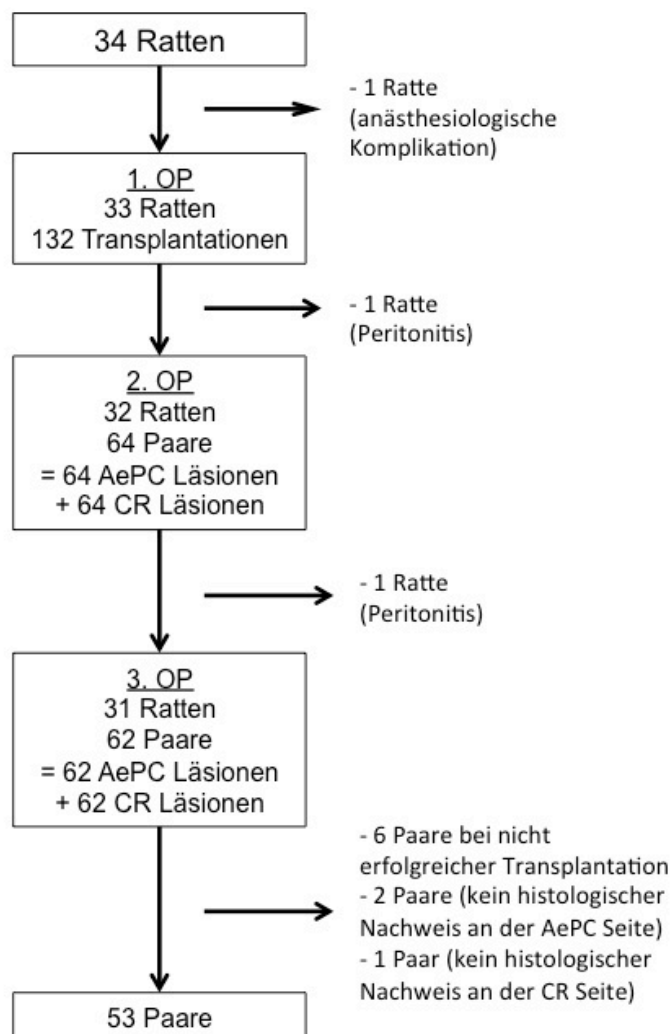 34 Ratten
- 1 Ratte
(anästhesiologische
Komplikation)
1. OP
33 Ratten
132 Transplantationen
- 1 Ratte
(Peritonitis)
2. OP
32 Ratten
64 Paare
= 64 AePC Läsionen
+ 64 CR Läsionen
- 1 Ratte
(Peritonitis)
3. OP
31 Ratten
62 Paare
= 62 AePC Läsionen
+ 62 CR Läsionen
- 6 Paare bei nicht
erfolgreicher Transplantation
- 2 Paare (kein histologischer
Nachweis an der AePC Seite)
- 1 Paar (kein histologischer
Nachweis an der CR Seite)
53 Paare